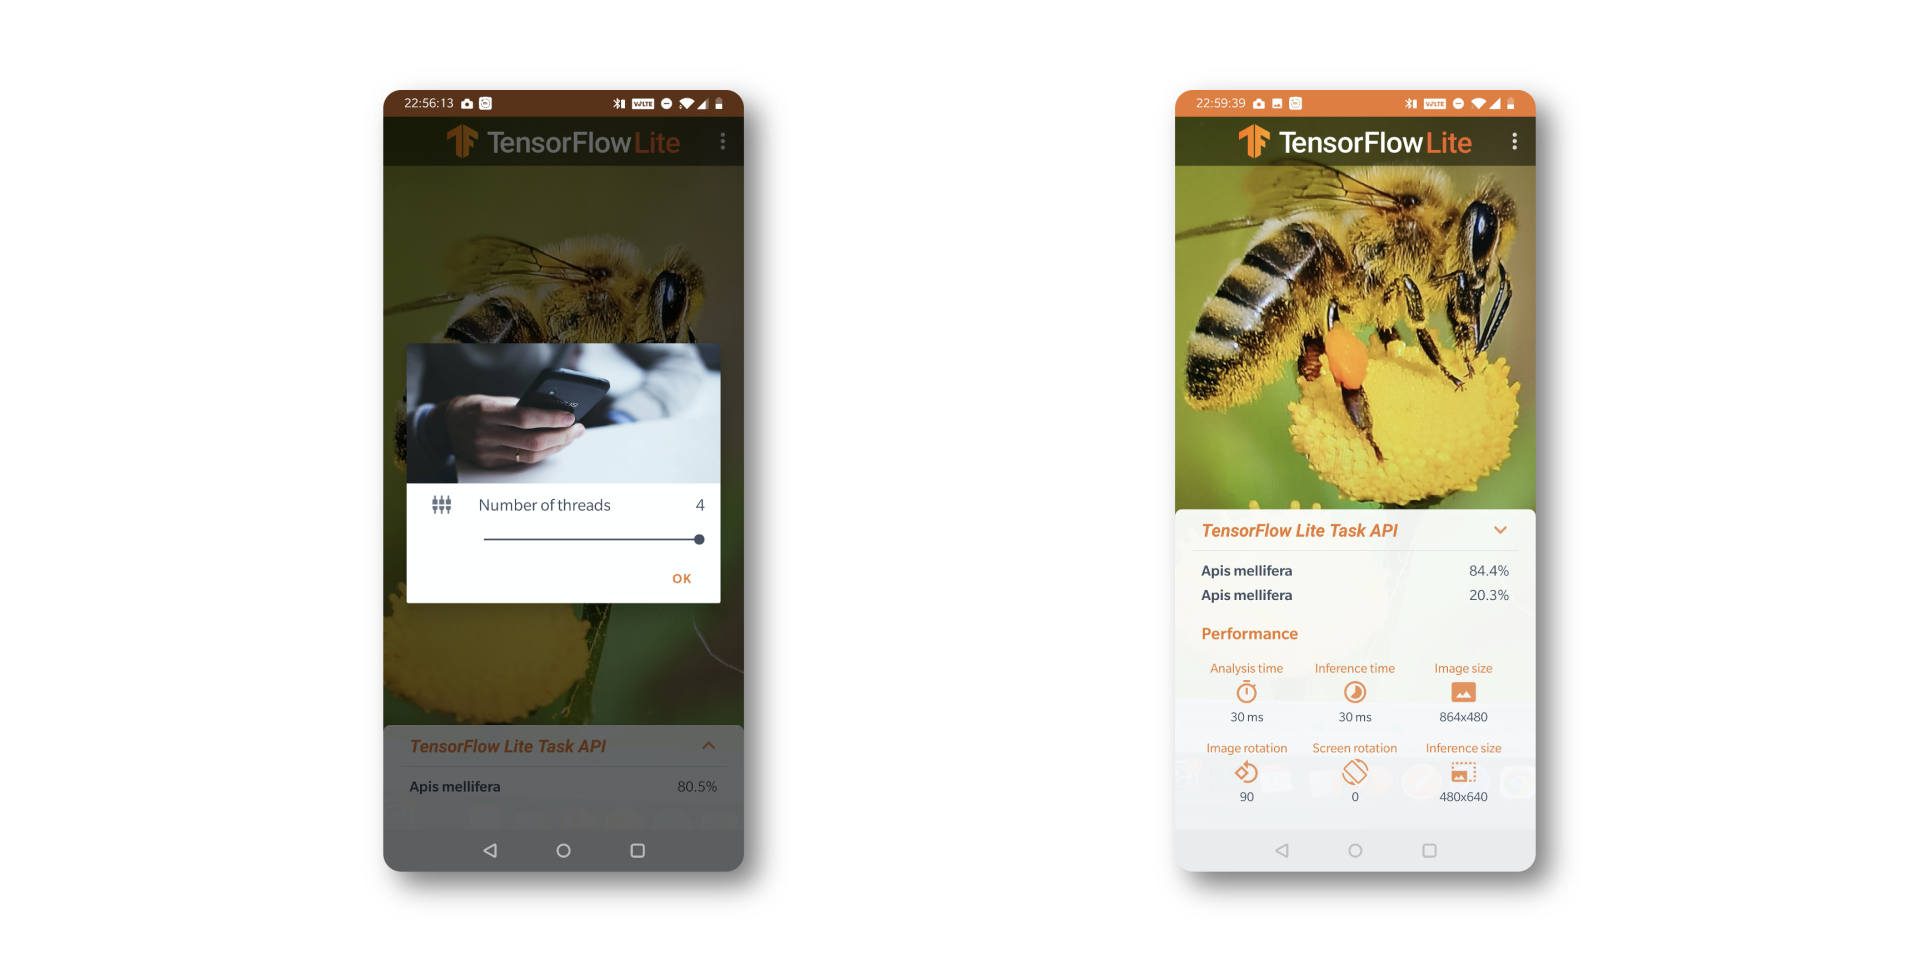 22:56:13
VoLTE
TensorFlow Lite
Number of threads 4
OK
TensorFlow Lite Task API
Apis mellifera 80.5%
22:59:39
VoLTE
TensorFlow Lite
TensorFlow Lite Task API
Apis mellifera 84.4%
Apis mellifera 20.3%
Performance
Analysis time Inference time Image size
30 ms 30 ms 864x480
Image rotation Screen rotation Inference size
90 0 480x640